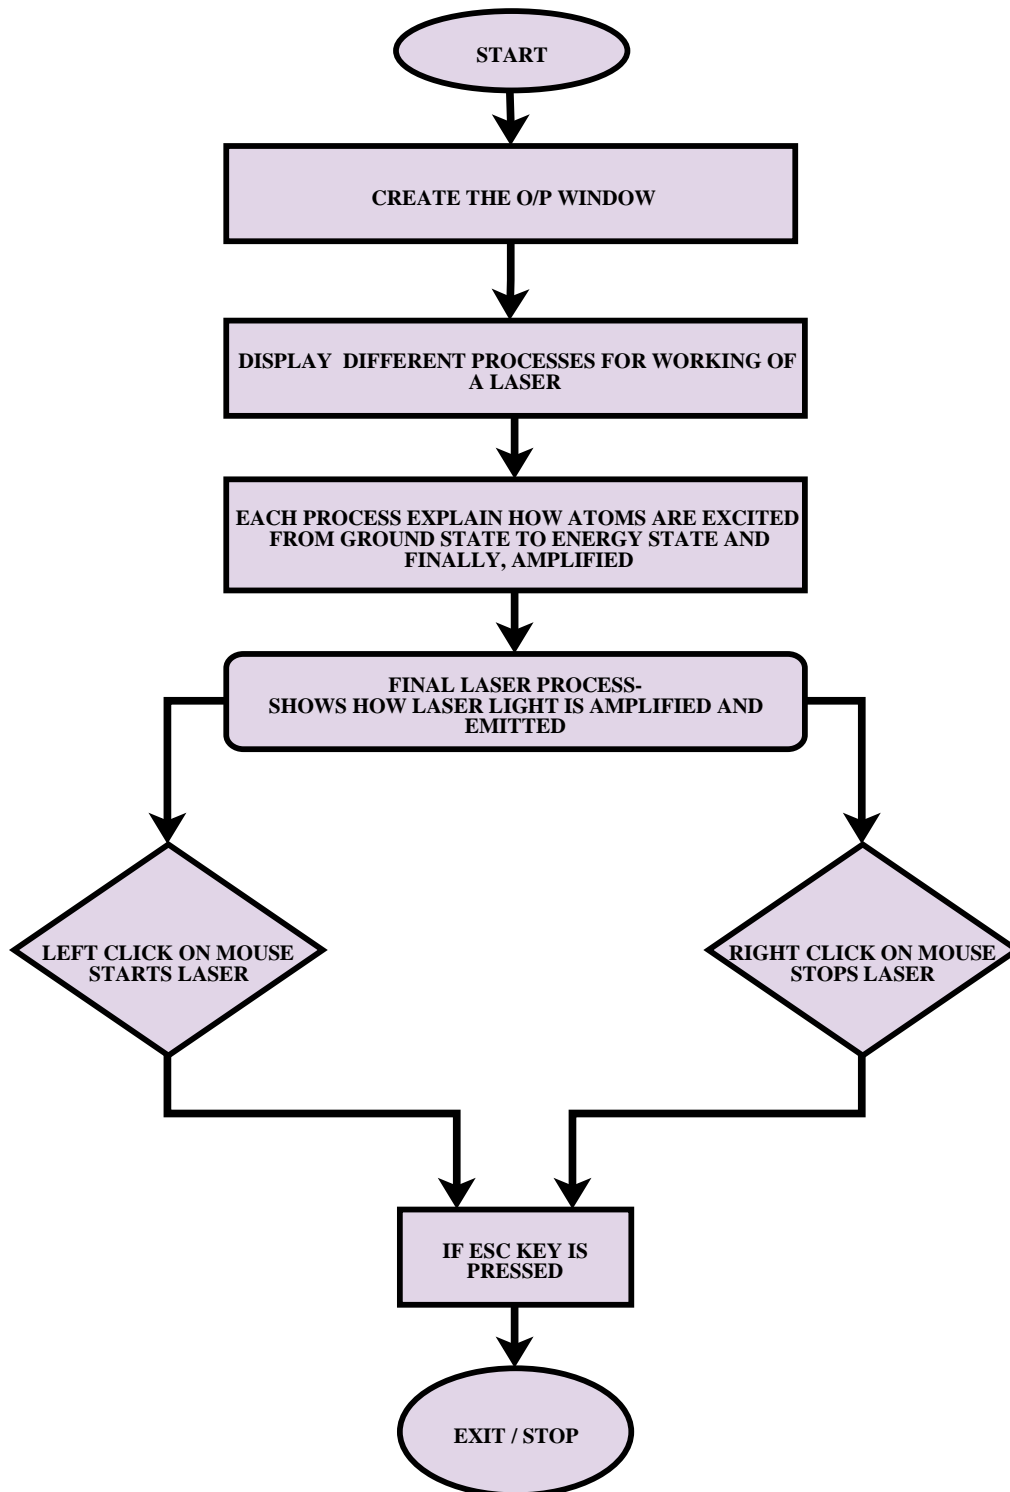 START
CREATE THE O/P WINDOW
DISPLAY DIFFERENT PROCESSES FOR WORKING OF
A LASER
EACH PROCESS EXPLAIN HOW ATOMS ARE EXCITED
FROM GROUND STATE TO ENERGY STATE AND
FINALLY, AMPLIFIED
FINAL LASER PROCESS-
SHOWS HOW LASER LIGHT IS AMPLIFIED AND
EMITTED
LEFT CLICK ON MOUSE
STARTS LASER
RIGHT CLICK ON MOUSE
STOPS LASER
IF ESC KEY IS
PRESSED
EXIT / STOP